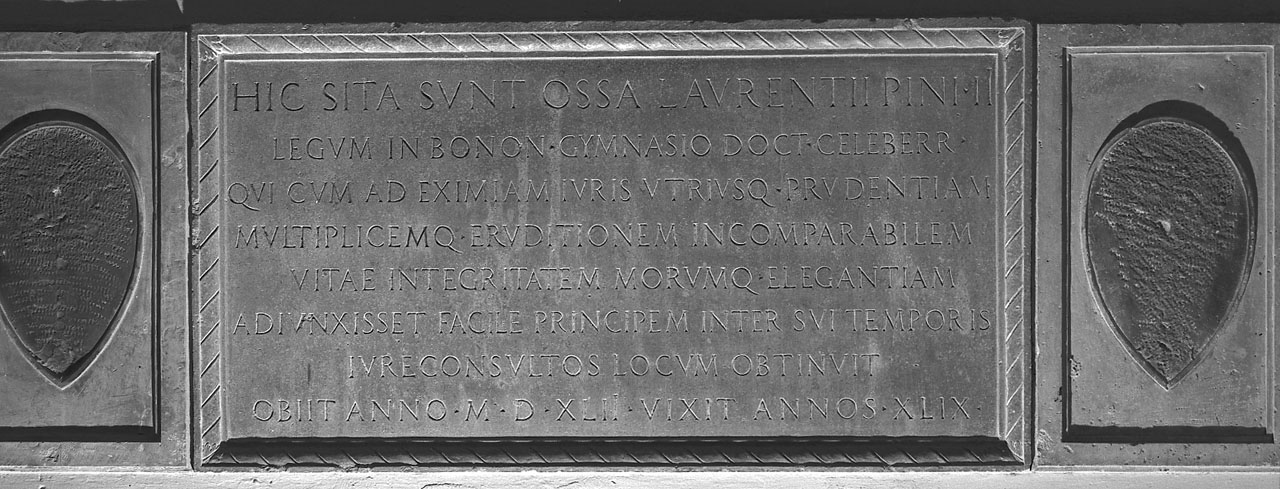 HIC SITA SVNT OSSA LAVRENTII PINI·II
LEGVM IN BONON·GYMNASIO DOCT·CELEBERR·
QVI CVM AD EXIMIAM IVRIS VTRIVSQ·PRVDENTIAM
MVLTIPLICEMQ·ERVDITIONEM INCOMPARABILEM
VITAE INTEGRITATEM MORVMQ·ELEGANTIAM
ADIVNXISSET FACILE PRINCIPEM INTER SVI TEMPORIS
IVRECONSVLTOS LOCVM OBTINVIT
OBIIT ANNO·M·D·XLII·VIXIT ANNOS·XLIX·